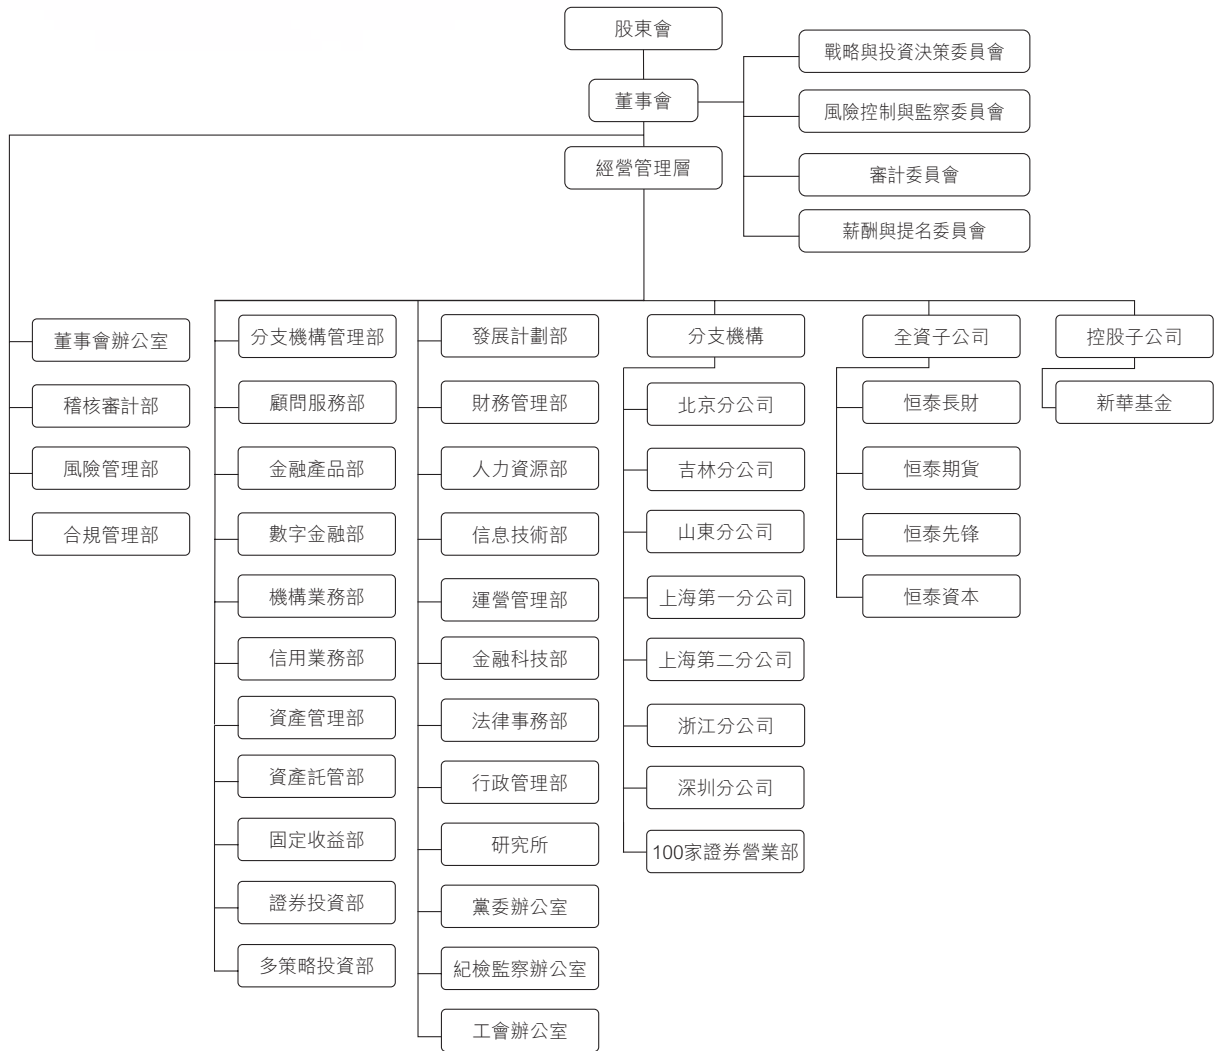 股東會
董事會
經營管理層
戰略與投資決策委員會
風險控制與監察委員會
審計委員會
薪酬與提名委員會
董事會辦公室
稽核審計部
風險管理部
合規管理部
分支機構管理部
顧問服務部
金融產品部
數字金融部
機構業務部
信用業務部
資產管理部
資產託管部
固定收益部
證券投資部
多策略投資部
發展計劃部
財務管理部
人力資源部
信息技術部
運營管理部
金融科技部
法律事務部
行政管理部
研究所
黨委辦公室
紀檢監察辦公室
工會辦公室
分支機構
北京分公司
吉林分公司
山東分公司
上海第一分公司
上海第二分公司
浙江分公司
深圳分公司
100家證券營業部
全資子公司
恒泰長財
恒泰期貨
恒泰先锋
恒泰資本
控股子公司
新華基金